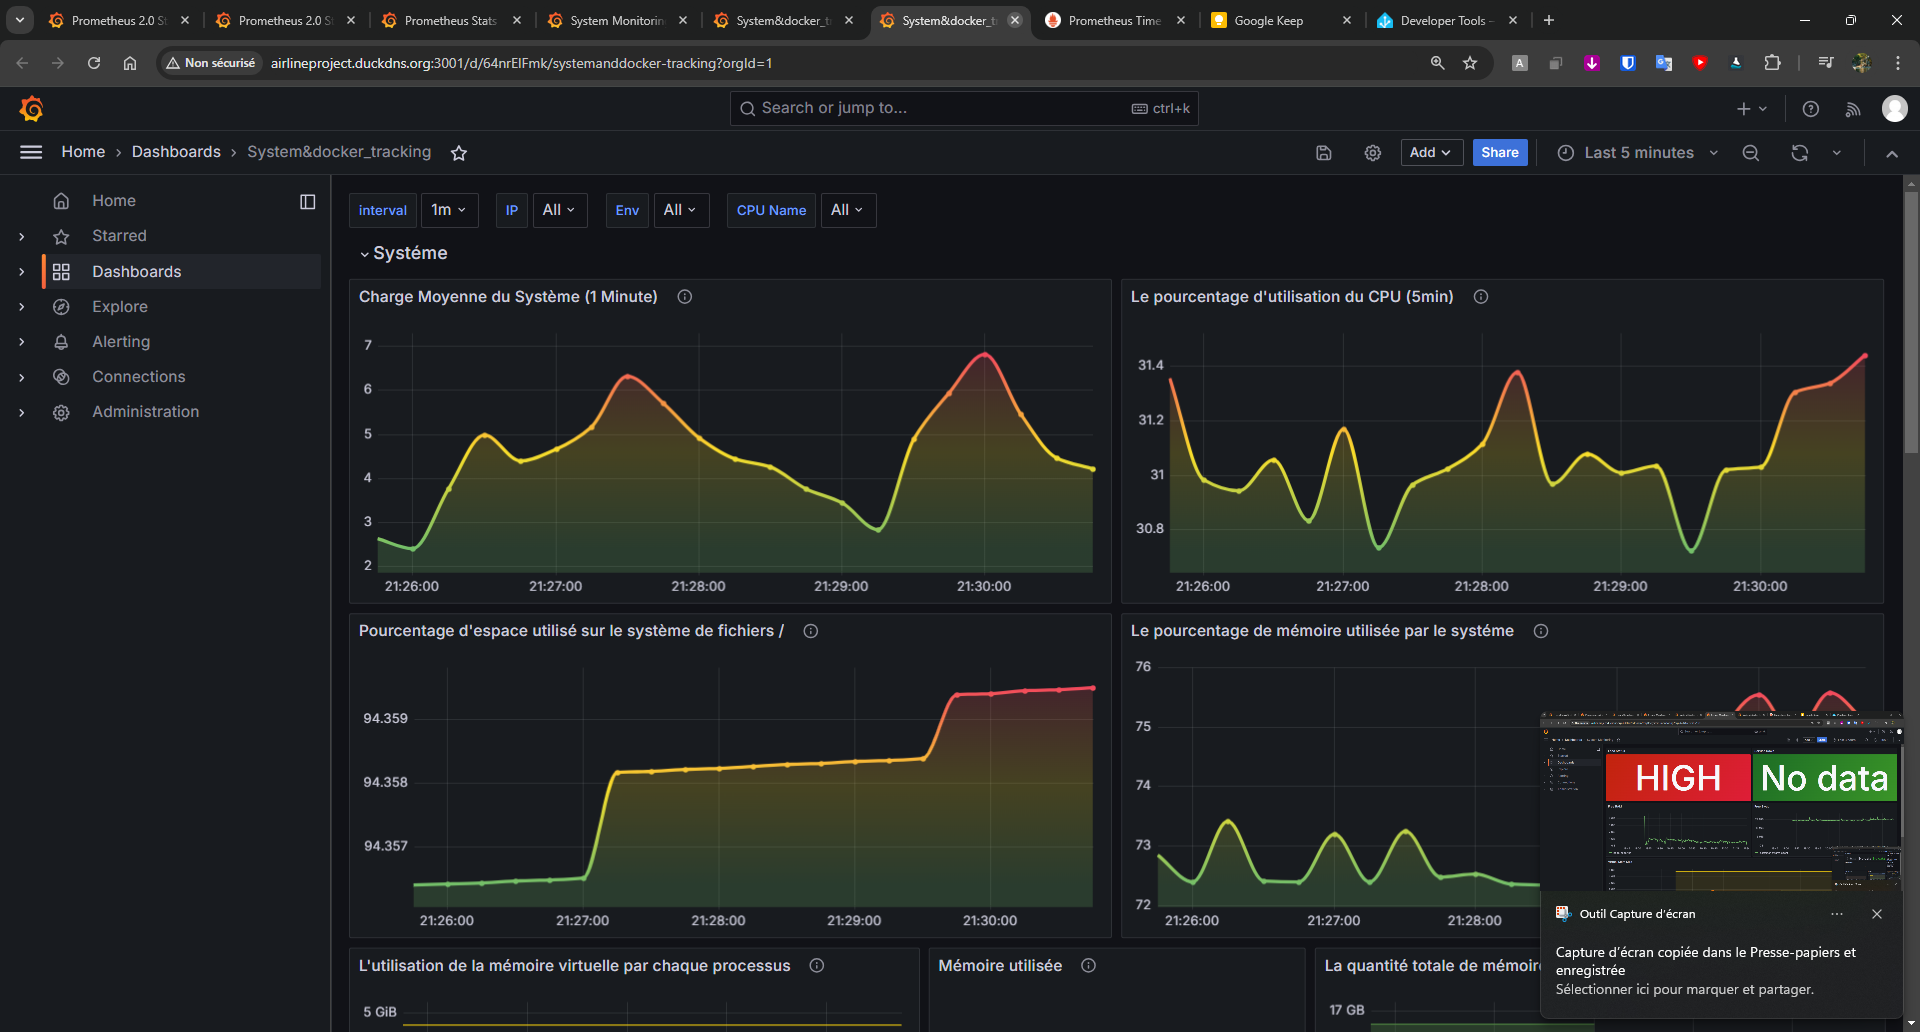 Prometheus 2.0 St
Prometheus 2.0 St
Prometheus Stats
System Monitorin
System&docker_t
System&docker_t
Prometheus Time
Google Keep
Developer Tools –
Non sécurisé
airlineproject.duckdns.org:3001/d/64nrElFmk/systemanddocker-tracking?orgId=1
Search or jump to...
ctrl+k
Home
Dashboards
System&docker_tracking
Add
Share
Last 5 minutes
Home
Starred
Dashboards
Explore
Alerting
Connections
Administration
interval
1m
IP
All
Env
All
CPU Name
All
Systéme
Charge Moyenne du Système (1 Minute)
7
6
5
4
3
2
21:26:00
21:27:00
21:28:00
21:29:00
21:30:00
Le pourcentage d'utilisation du CPU (5min)
31.4
31.2
31
30.8
21:26:00
21:27:00
21:28:00
21:29:00
21:30:00
Pourcentage d'espace utilisé sur le système de fichiers /
94.359
94.358
94.357
21:26:00
21:27:00
21:28:00
21:29:00
21:30:00
Le pourcentage de mémoire utilisée par le systéme
76
75
74
73
72
21:26:00
21:27:00
21:28:00
HIGH
No data
Outil Capture d'écran
Capture d'écran copiée dans le Presse-papiers et
enregistrée
Sélectionner ici pour marquer et partager.
L'utilisation de la mémoire virtuelle par chaque processus
5 GiB
Mémoire utilisée
La quantité totale de mémoir
17 GB